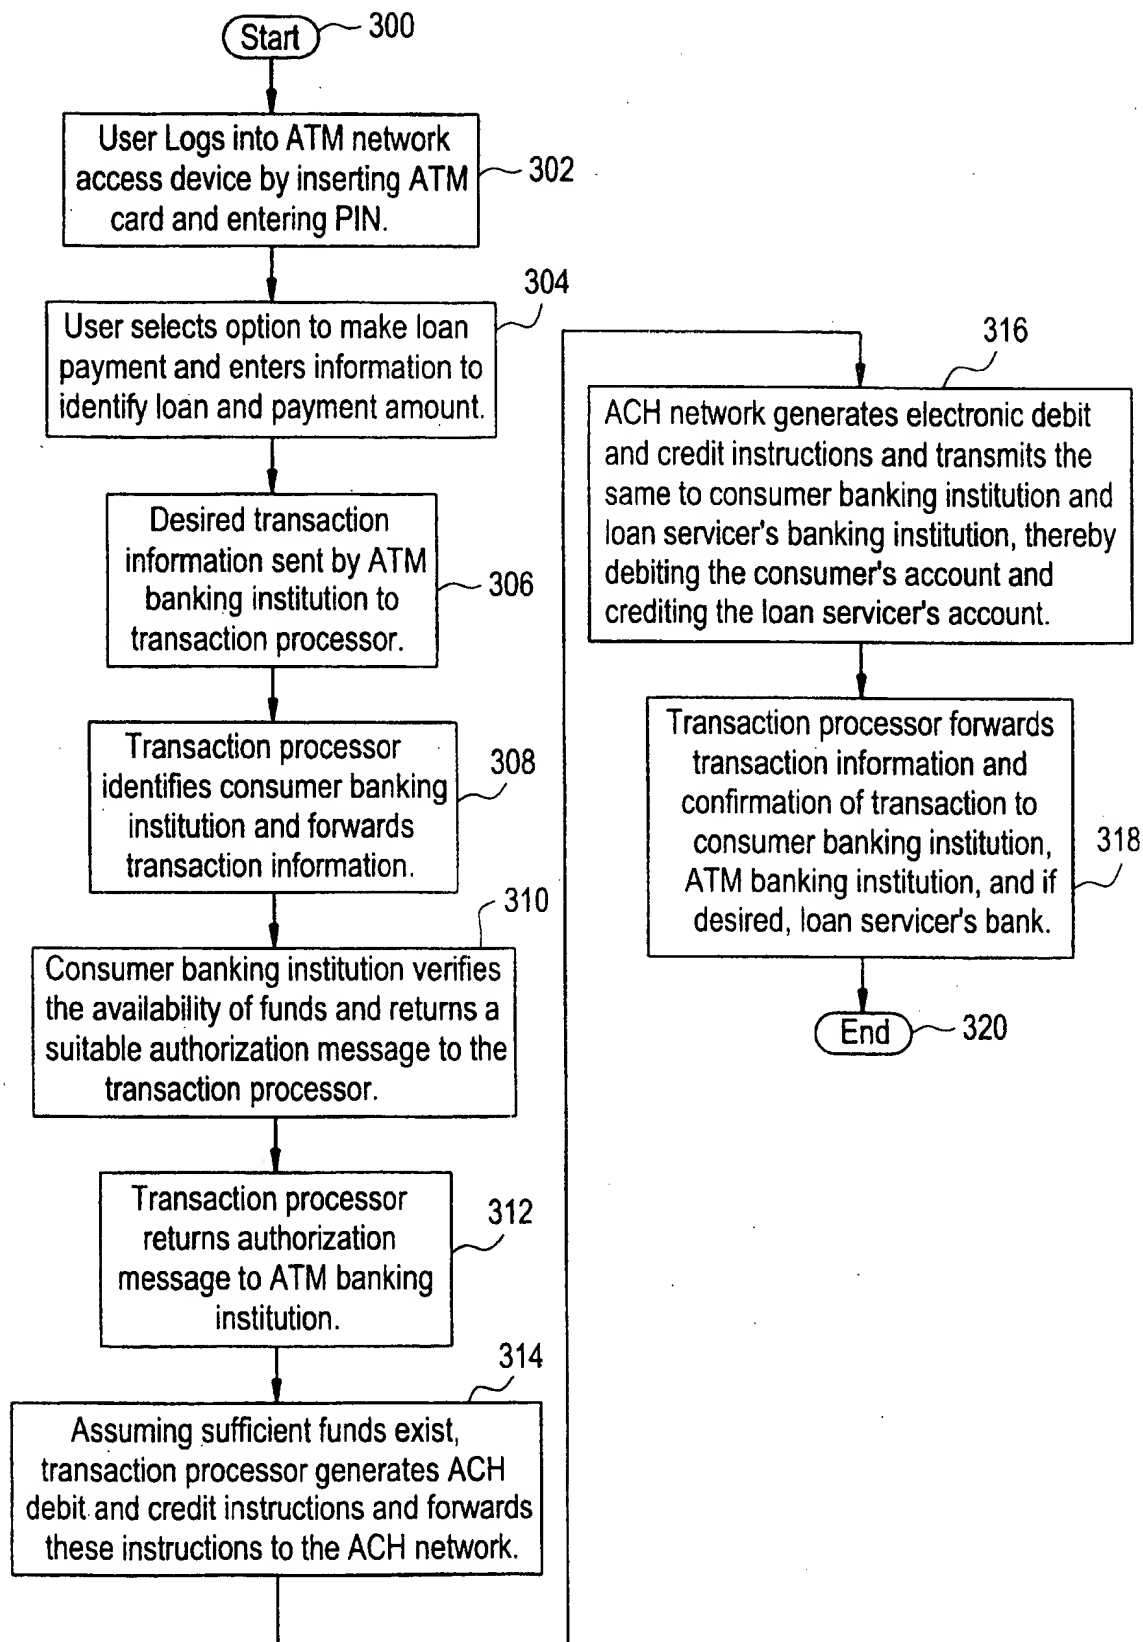 Start
300
User Logs into ATM network
access device by inserting ATM
card and entering PIN.
302
304
User selects option to make loan
payment and enters information to
identify loan and payment amount.
Desired transaction
information sent by ATM
banking institution to
transaction processor.
306
Transaction processor
identifies consumer banking
institution and forwards
transaction information.
308
310
Consumer banking institution verifies
the availability of funds and returns a
suitable authorization message to the
transaction processor.
Transaction processor
returns authorization
message to ATM banking
institution.
312
314
Assuming sufficient funds exist,
transaction processor generates ACH
debit and credit instructions and forwards
these instructions to the ACH network.
316
ACH network generates electronic debit
and credit instructions and transmits the
same to consumer banking institution and
loan servicer's banking institution, thereby
debiting the consumer's account and
crediting the loan servicer's account.
Transaction processor forwards
transaction information and
confirmation of transaction to
consumer banking institution,
ATM banking institution, and if
desired, loan servicer's bank.
318
End
320